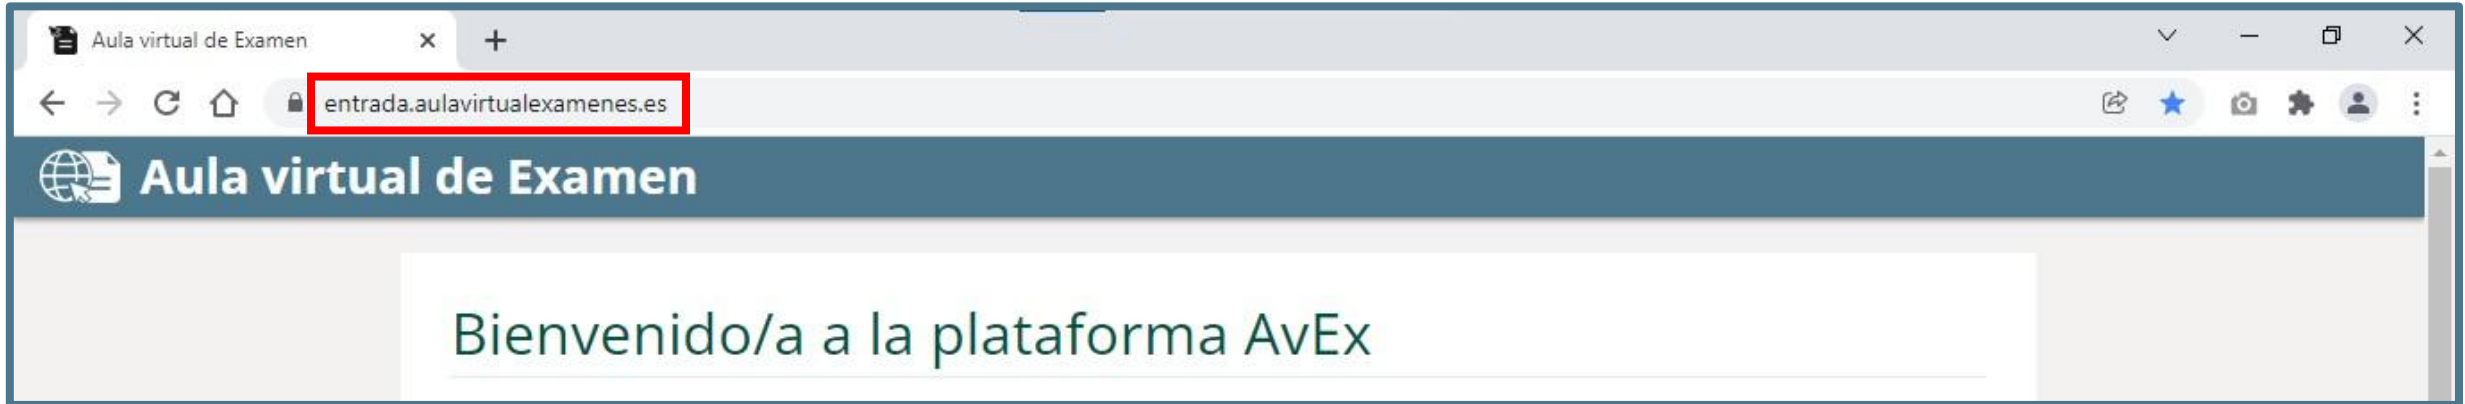 Aula virtual de Examen
entrada.aulavirtualexamenes.es
Aula virtual de Examen
Bienvenido/a a la plataforma AvEx